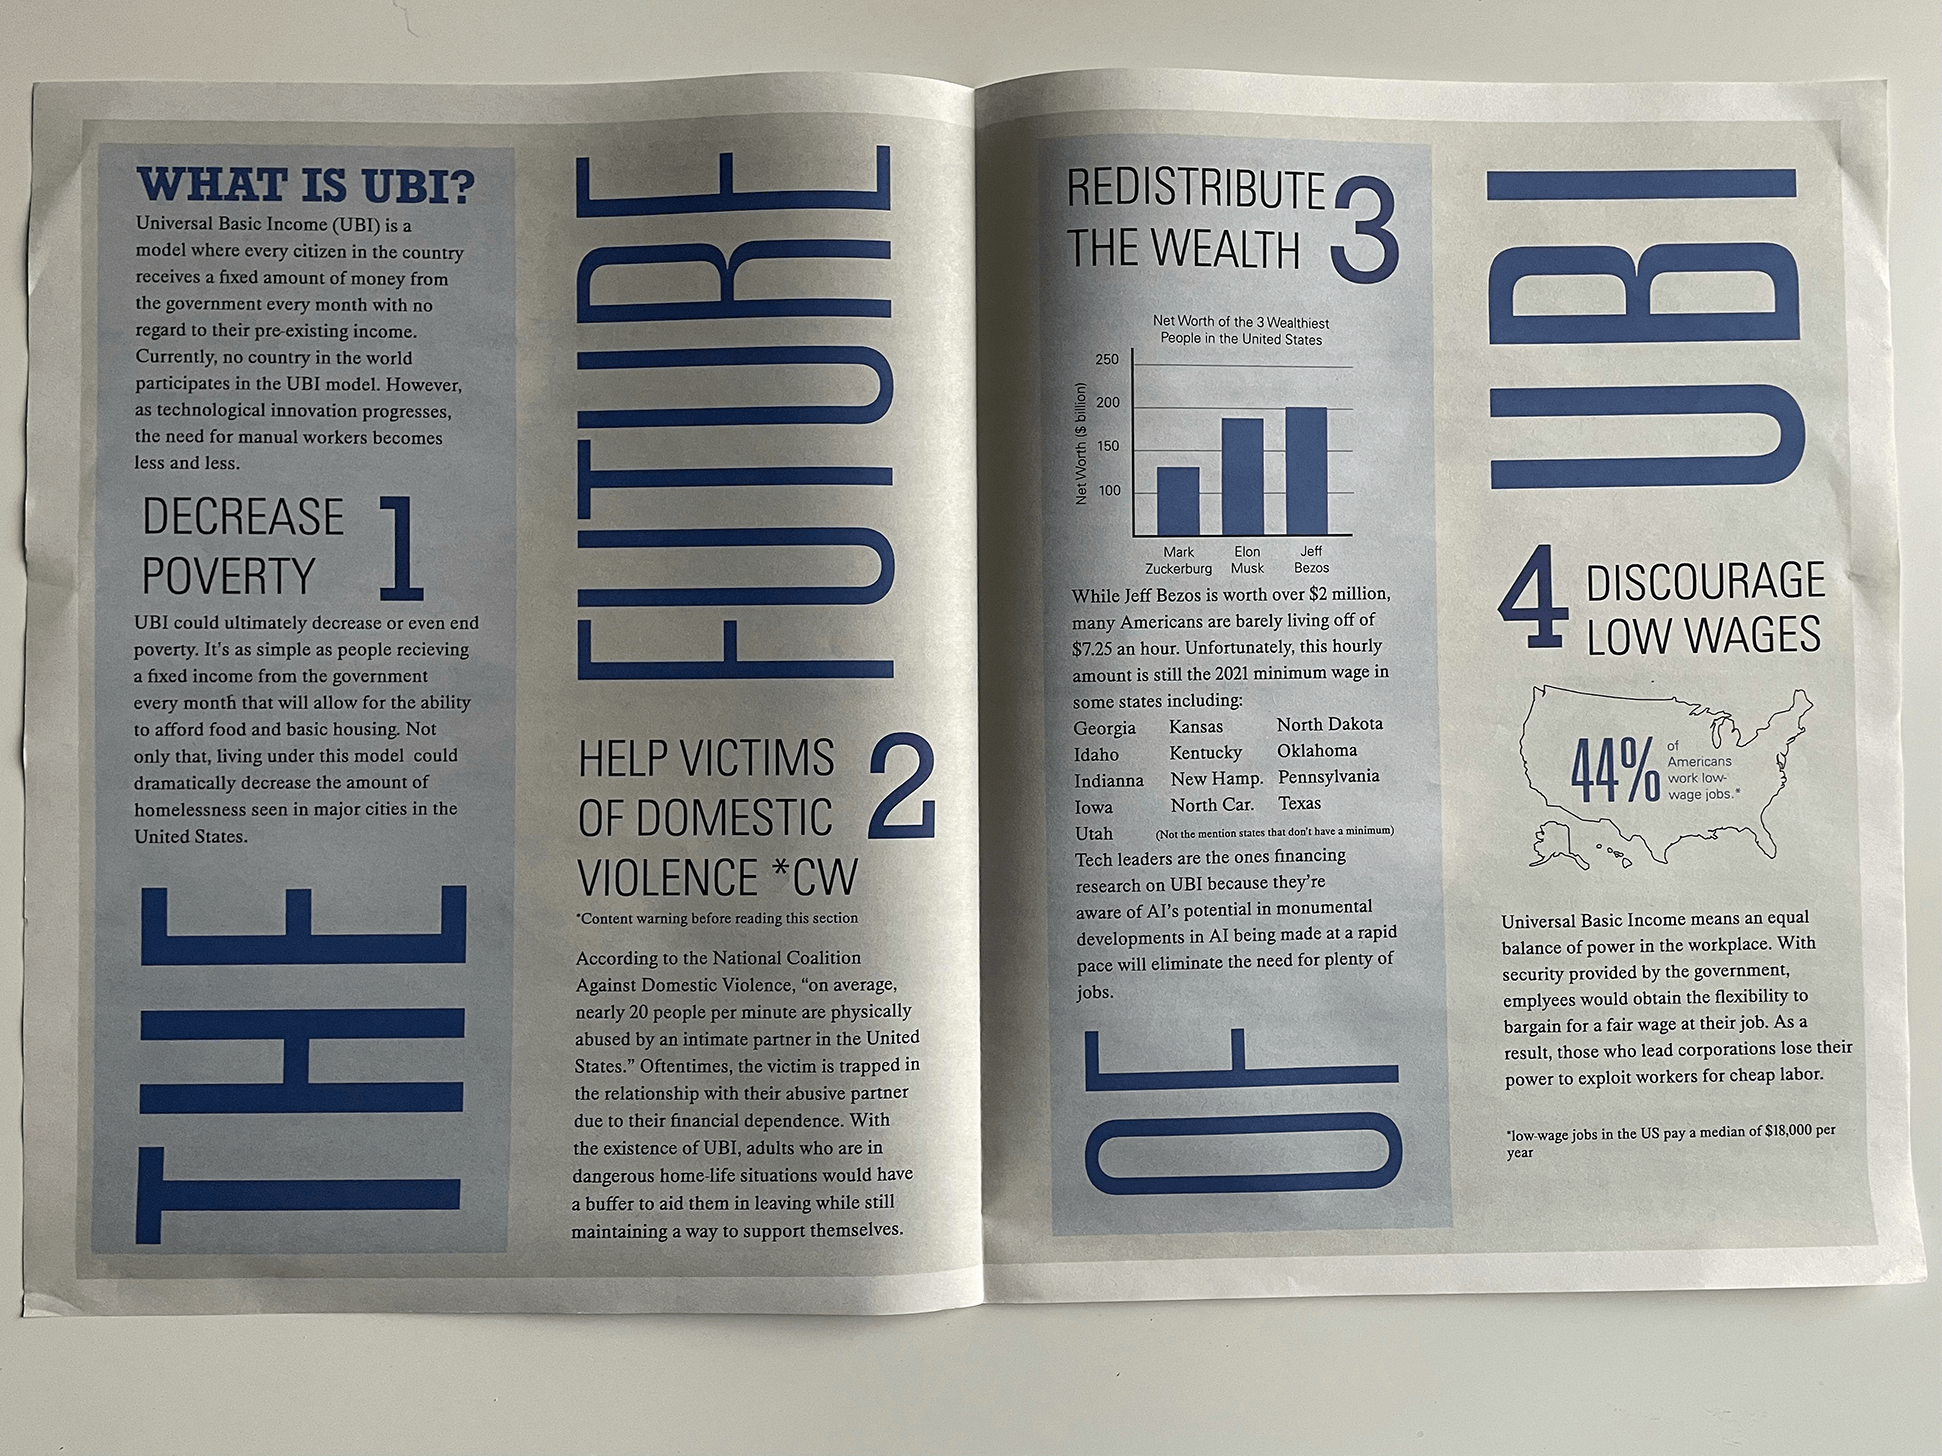 WHAT IS UBI?
Universal Basic Income (UBI) is a
model where every citizen in the country
receives a fixed amount of money from
the government every month with no
regard to their pre-existing income.
Currently, no country in the world
participates in the UBI model. However,
as technological innovation progresses,
the need for manual workers becomes
less and less.
DECREASE
POVERTY
1
UBI could ultimately decrease or even end
poverty. It's as simple as people recieving
a fixed income from the government
every month that will allow for the ability
to afford food and basic housing. Not
only that, living under this model could
dramatically decrease the amount of
homelessness seen in major cities in the
United States.
THE
FUTURE
HELP VICTIMS
OF DOMESTIC
VIOLENCE *CW
2
*Content warning before reading this section
According to the National Coalition
Against Domestic Violence, “on average,
nearly 20 people per minute are physically
abused by an intimate partner in the United
States.” Oftentimes, the victim is trapped in
the relationship with their abusive partner
due to their financial dependence. With
the existence of UBI, adults who are in
dangerous home-life situations would have
a buffer to aid them in leaving while still
maintaining a way to support themselves.
REDISTRIBUTE
THE WEALTH
3
Net Worth of the 3 Wealthiest
People in the United States
Net Worth ($ billion)
250
200
150
100
Mark Zuckerburg
Elon Musk
Jeff Bezos
While Jeff Bezos is worth over $2 million,
many Americans are barely living off of
$7.25 an hour. Unfortunately, this hourly
amount is still the 2021 minimum wage in
some states including:
Georgia Kansas North Dakota
Idaho Kentucky Oklahoma
Indianna New Hamp. Pennsylvania
Iowa North Car. Texas
Utah (Not the mention states that don't have a minimum)
Tech leaders are the ones financing
research on UBI because they're
aware of AI's potential in monumental
developments in AI being made at a rapid
pace will eliminate the need for plenty of
jobs.
OF
UBI
4
DISCOURAGE
LOW WAGES
44%
of
Americans
work low-
wage jobs.*
Universal Basic Income means an equal
balance of power in the workplace. With
security provided by the government,
emplyees would obtain the flexibility to
bargain for a fair wage at their job. As a
result, those who lead corporations lose their
power to exploit workers for cheap labor.
*low-wage jobs in the US pay a median of $18,000 per
year